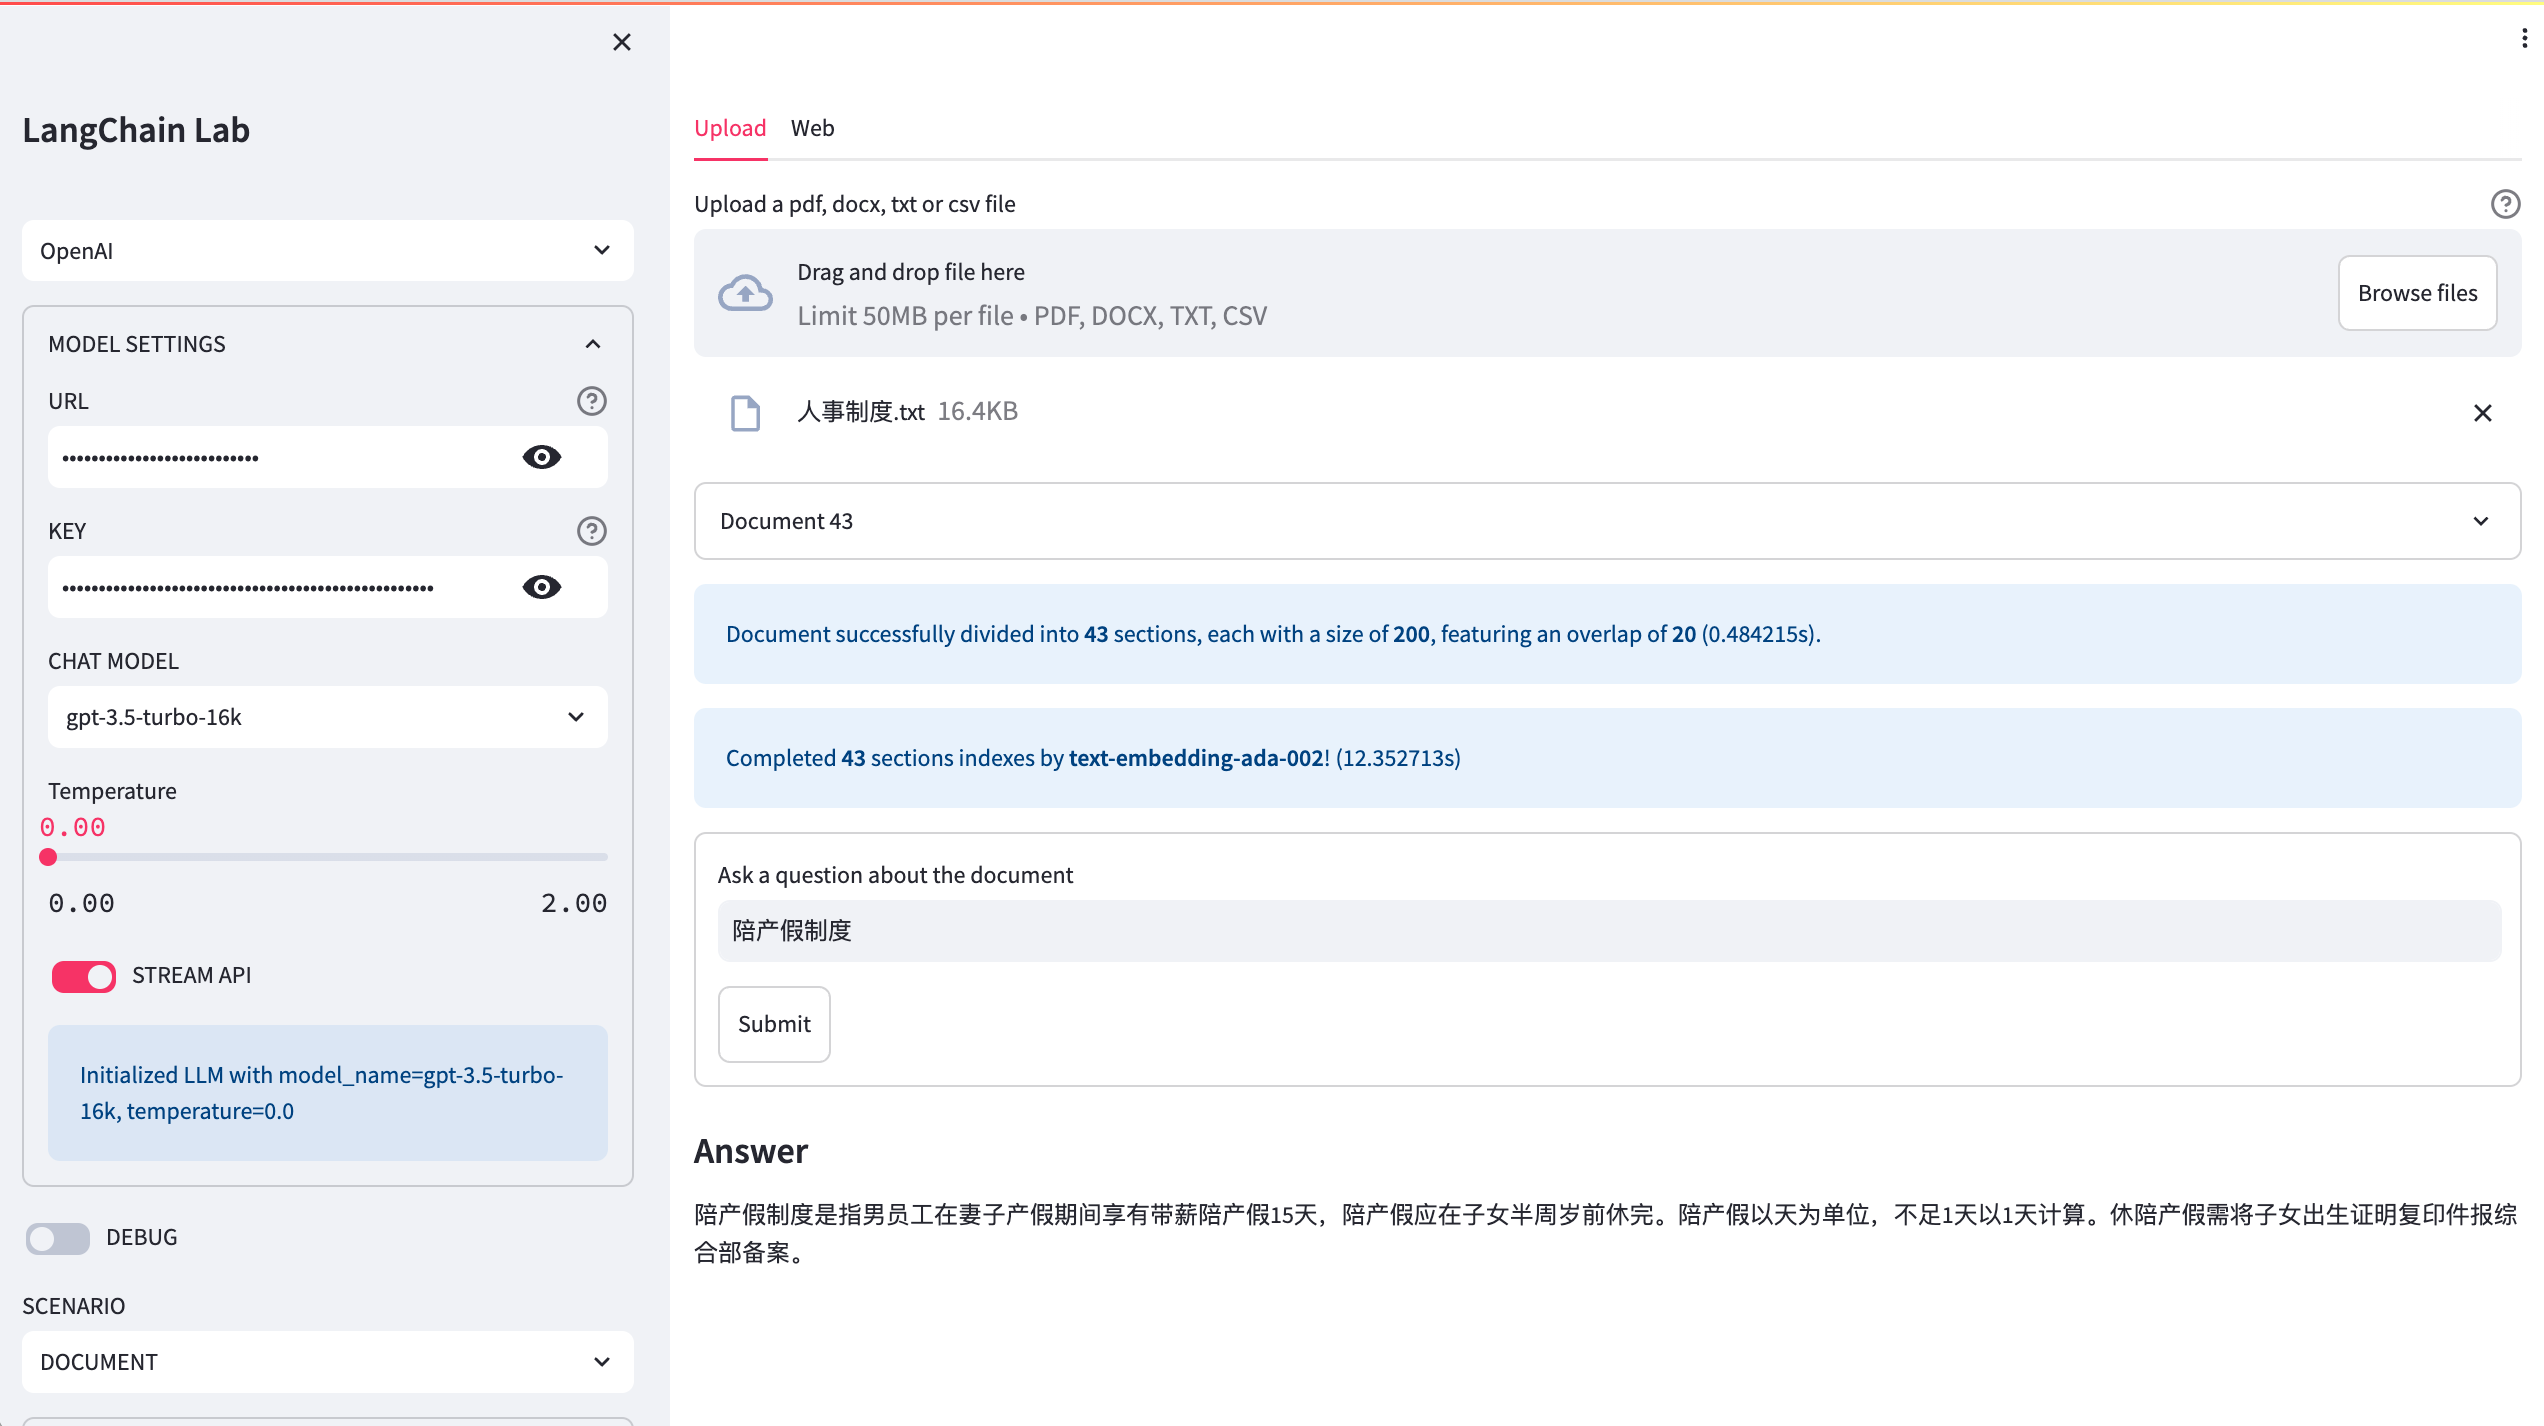 LangChain Lab
OpenAI
MODEL SETTINGS
URL
KEY
CHAT MODEL
gpt-3.5-turbo-16k
Temperature
0.00
0.00 2.00
STREAM API
Initialized LLM with model_name=gpt-3.5-turbo-
16k, temperature=0.0
DEBUG
SCENARIO
DOCUMENT
Upload Web
Upload a pdf, docx, txt or csv file
Drag and drop file here
Limit 50MB per file • PDF, DOCX, TXT, CSV
Browse files
人事制度.txt 16.4KB
Document 43
Document successfully divided into 43 sections, each with a size of 200, featuring an overlap of 20 (0.484215s).
Completed 43 sections indexes by text-embedding-ada-002! (12.352713s)
Ask a question about the document
陪产假制度
Submit
Answer
陪产假制度是指男员工在妻子产假期间享有带薪陪产假15天，陪产假应在子女半周岁前休完。陪产假以天为单位，不足1天以1天计算。休陪产假需将子女出生证明复印件报综
合部备案。